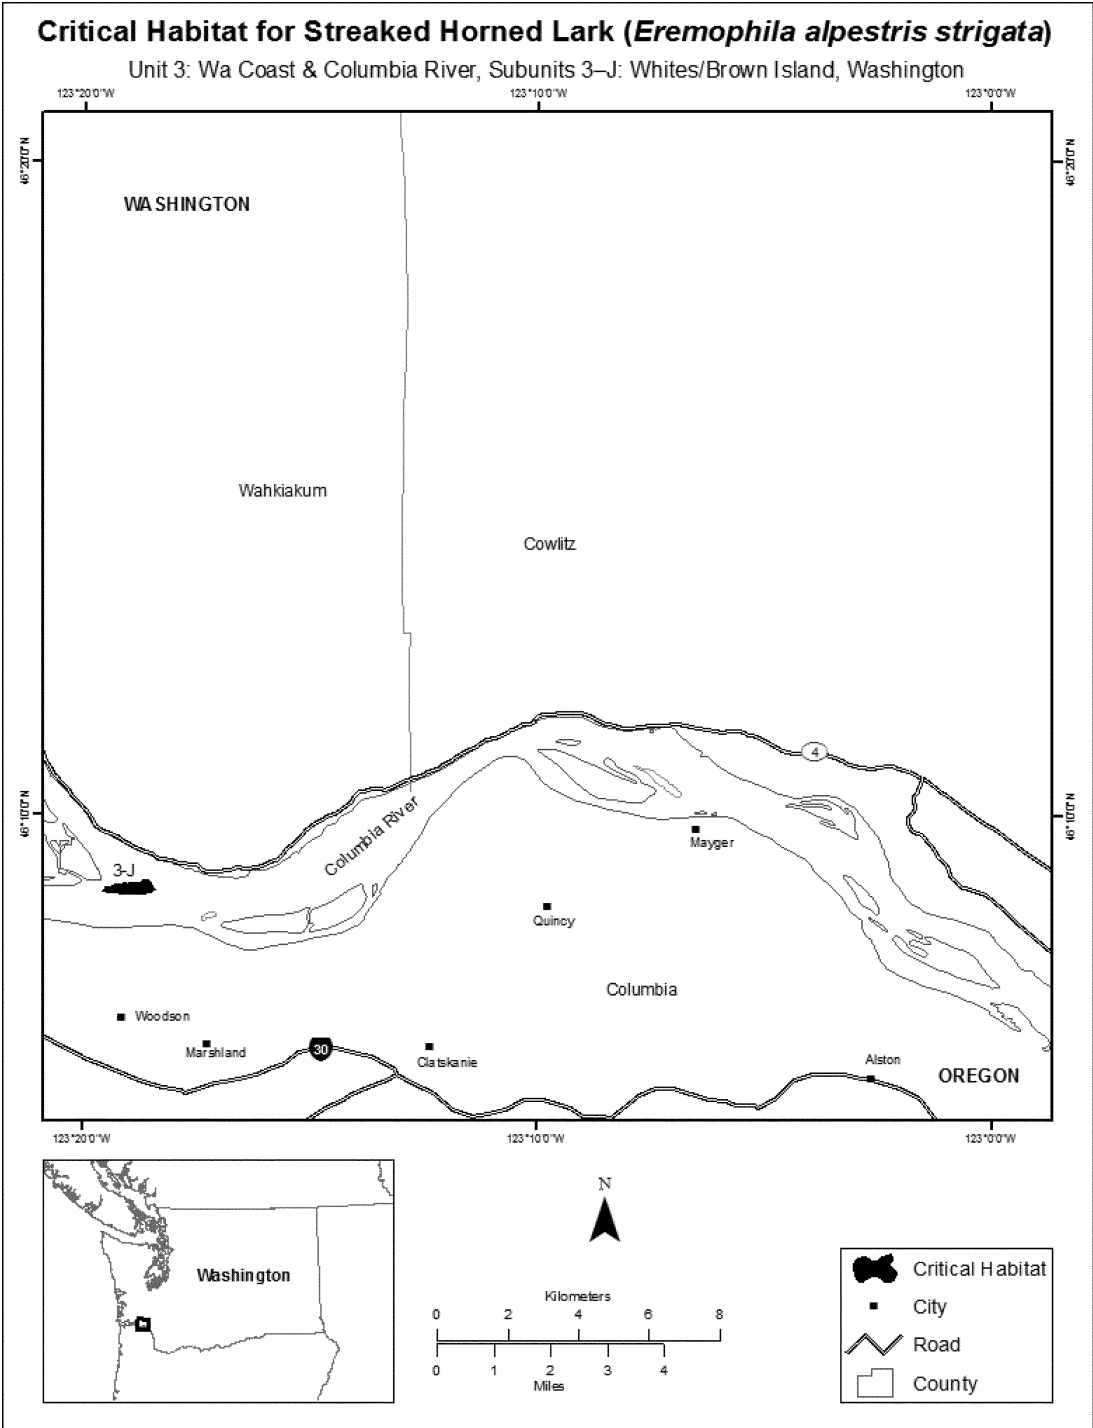 Critical Habitat for Streaked Horned Lark (Eremophila alpestris strigata)
Unit 3: Wa Coast & Columbia River, Subunits 3–J: Whites/Brown Island, Washington
123°20'0"W 123°10'0"W 123°0'0"W
46°20'0"N 46°20'0"N
WASHINGTON
Wahkiakum
Cowlitz
4
46°10'0"N 46°10'0"N
Columbia River
Mayger
3-J
Quincy
Columbia
Woodson
Marshland
30
Clatskanie
Alston
OREGON
123°20'0"W 123°10'0"W 123°0'0"W
Washington
N
Kilometers
0 2 4 6 8
0 1 2 3 4
Miles
Critical Habitat
City
Road
County